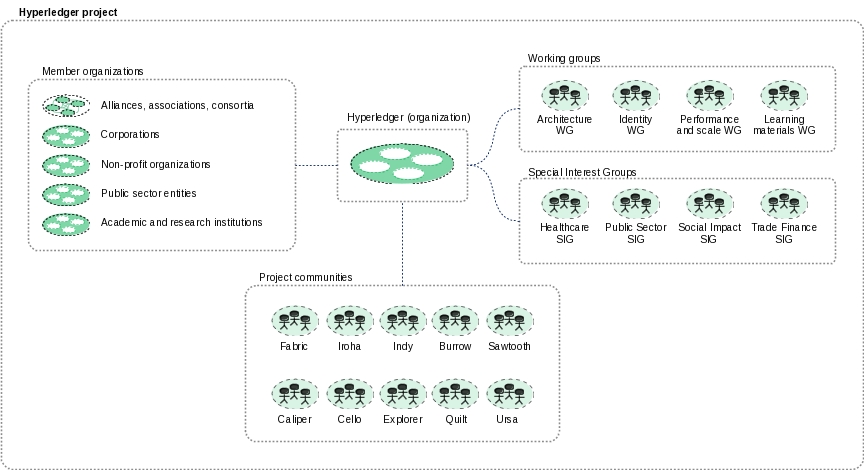 Hyperledger project
Member organizations
Alliances, associations, consortia
Corporations
Non-profit organizations
Public sector entities
Academic and research institutions
Hyperledger (organization)
Working groups
Architecture WG
Identity WG
Performance and scale WG
Learning materials WG
Special Interest Groups
Healthcare SIG
Public Sector SIG
Social Impact SIG
Trade Finance SIG
Project communities
Fabric
Iroha
Indy
Burrow
Sawtooth
Caliper
Cello
Explorer
Quilt
Ursa